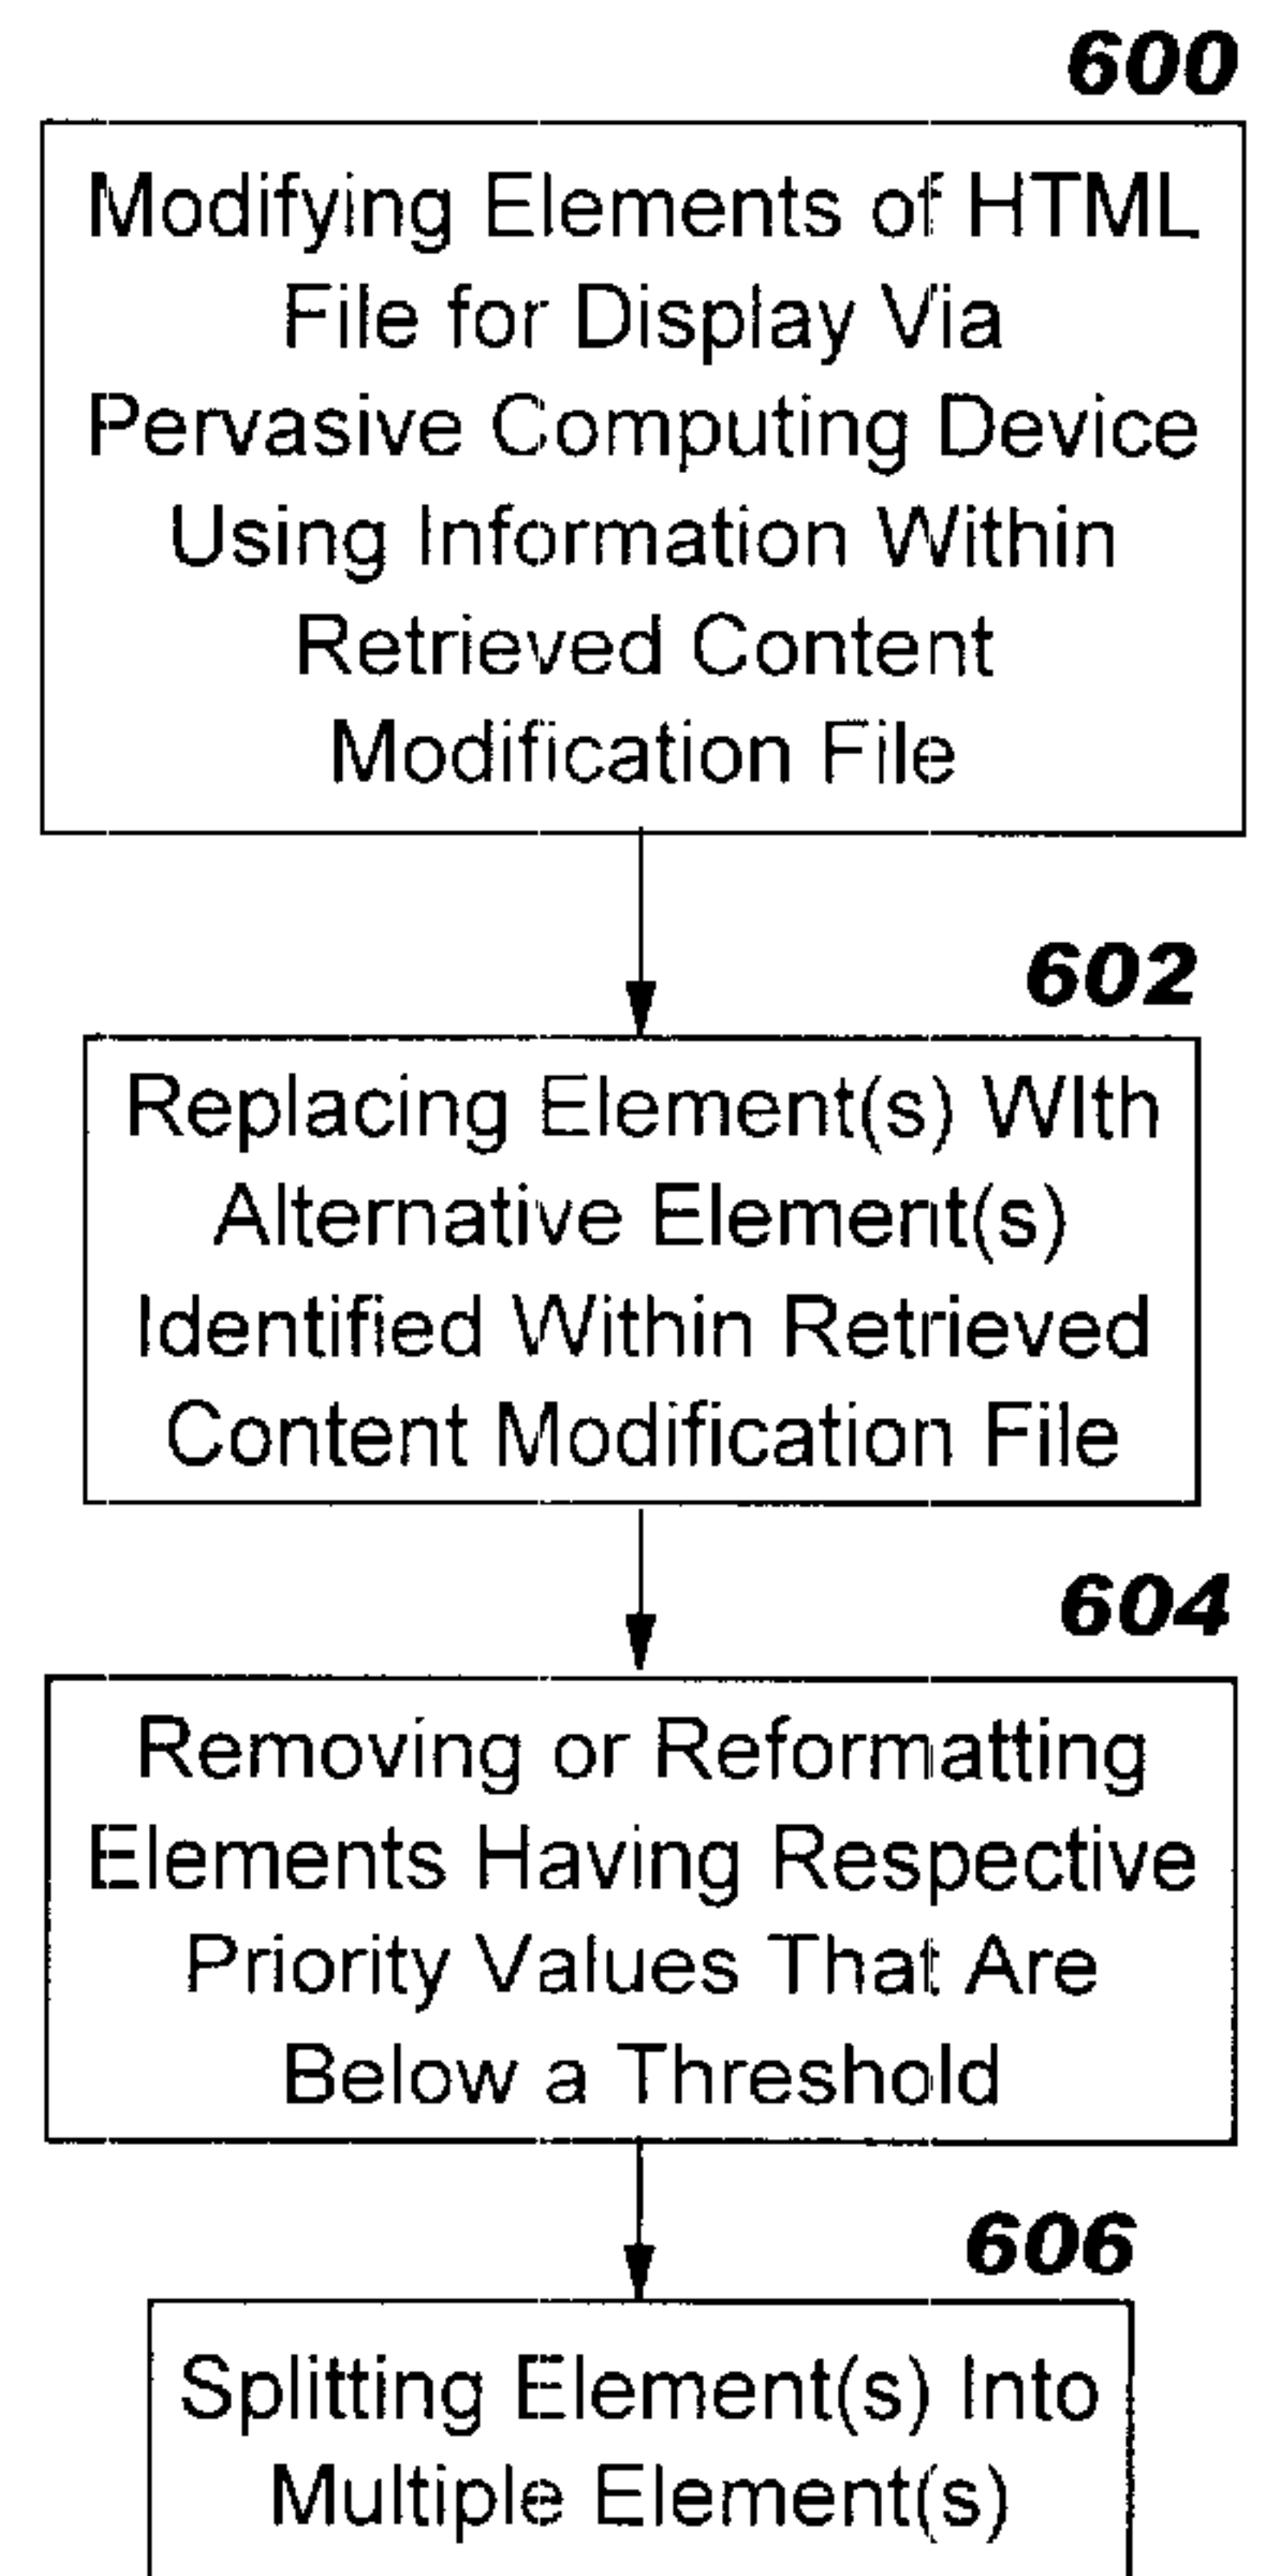 600
Modifying Elements of HTML
File for Display Via
Pervasive Computing Device
Using Information Within
Retrieved Content
Modification File
602
Replacing Element(s) WIth
Alternative Element(s)
Identified Within Retrieved
Content Modification File
604
Removing or Reformatting
Elements Having Respective
Priority Values That Are
Below a Threshold
606
Splitting Element(s) Into
Multiple Element(s)